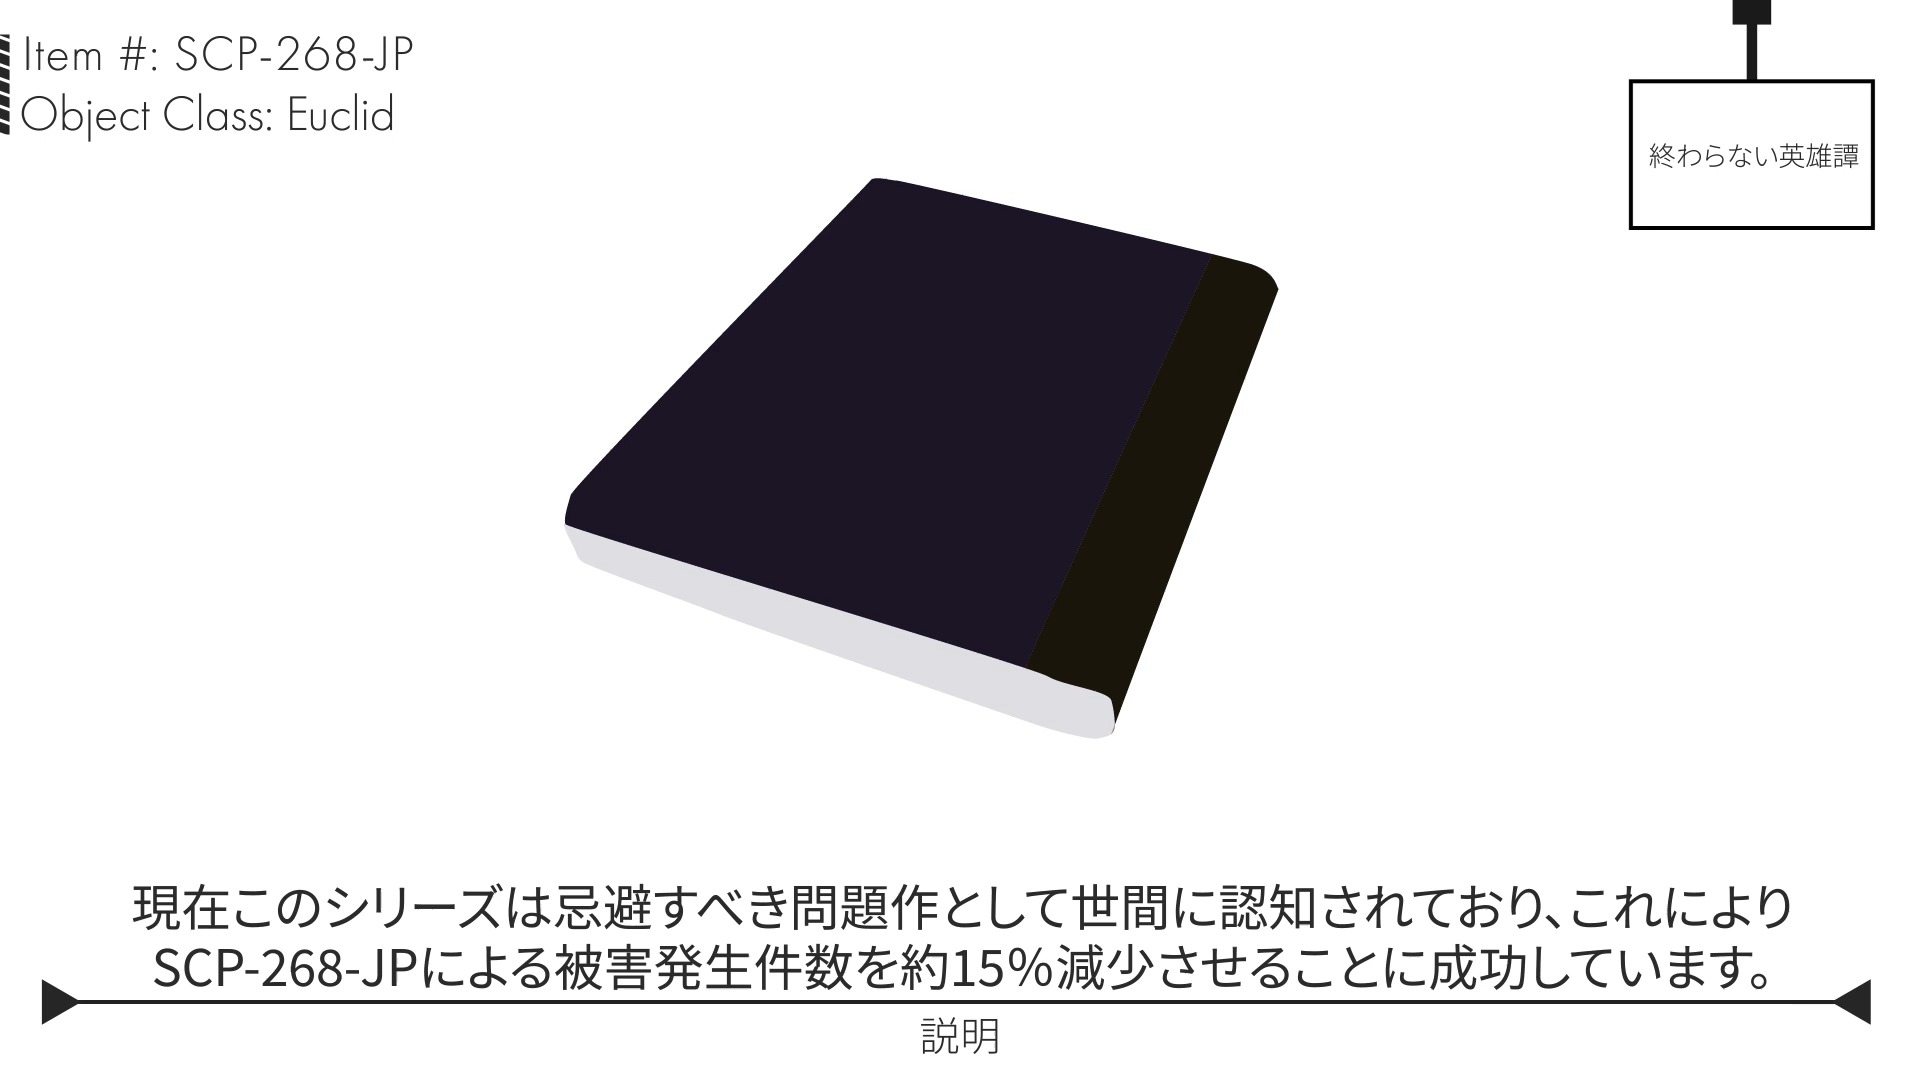 Item #: SCP-268-JP
Object Class: Euclid
終わらない英雄譚
現在このシリーズは忌避すべき問題作として世間に認知されており、これにより
SCP-268-JPによる被害発生件数を約15％減少させることに成功しています。
説明